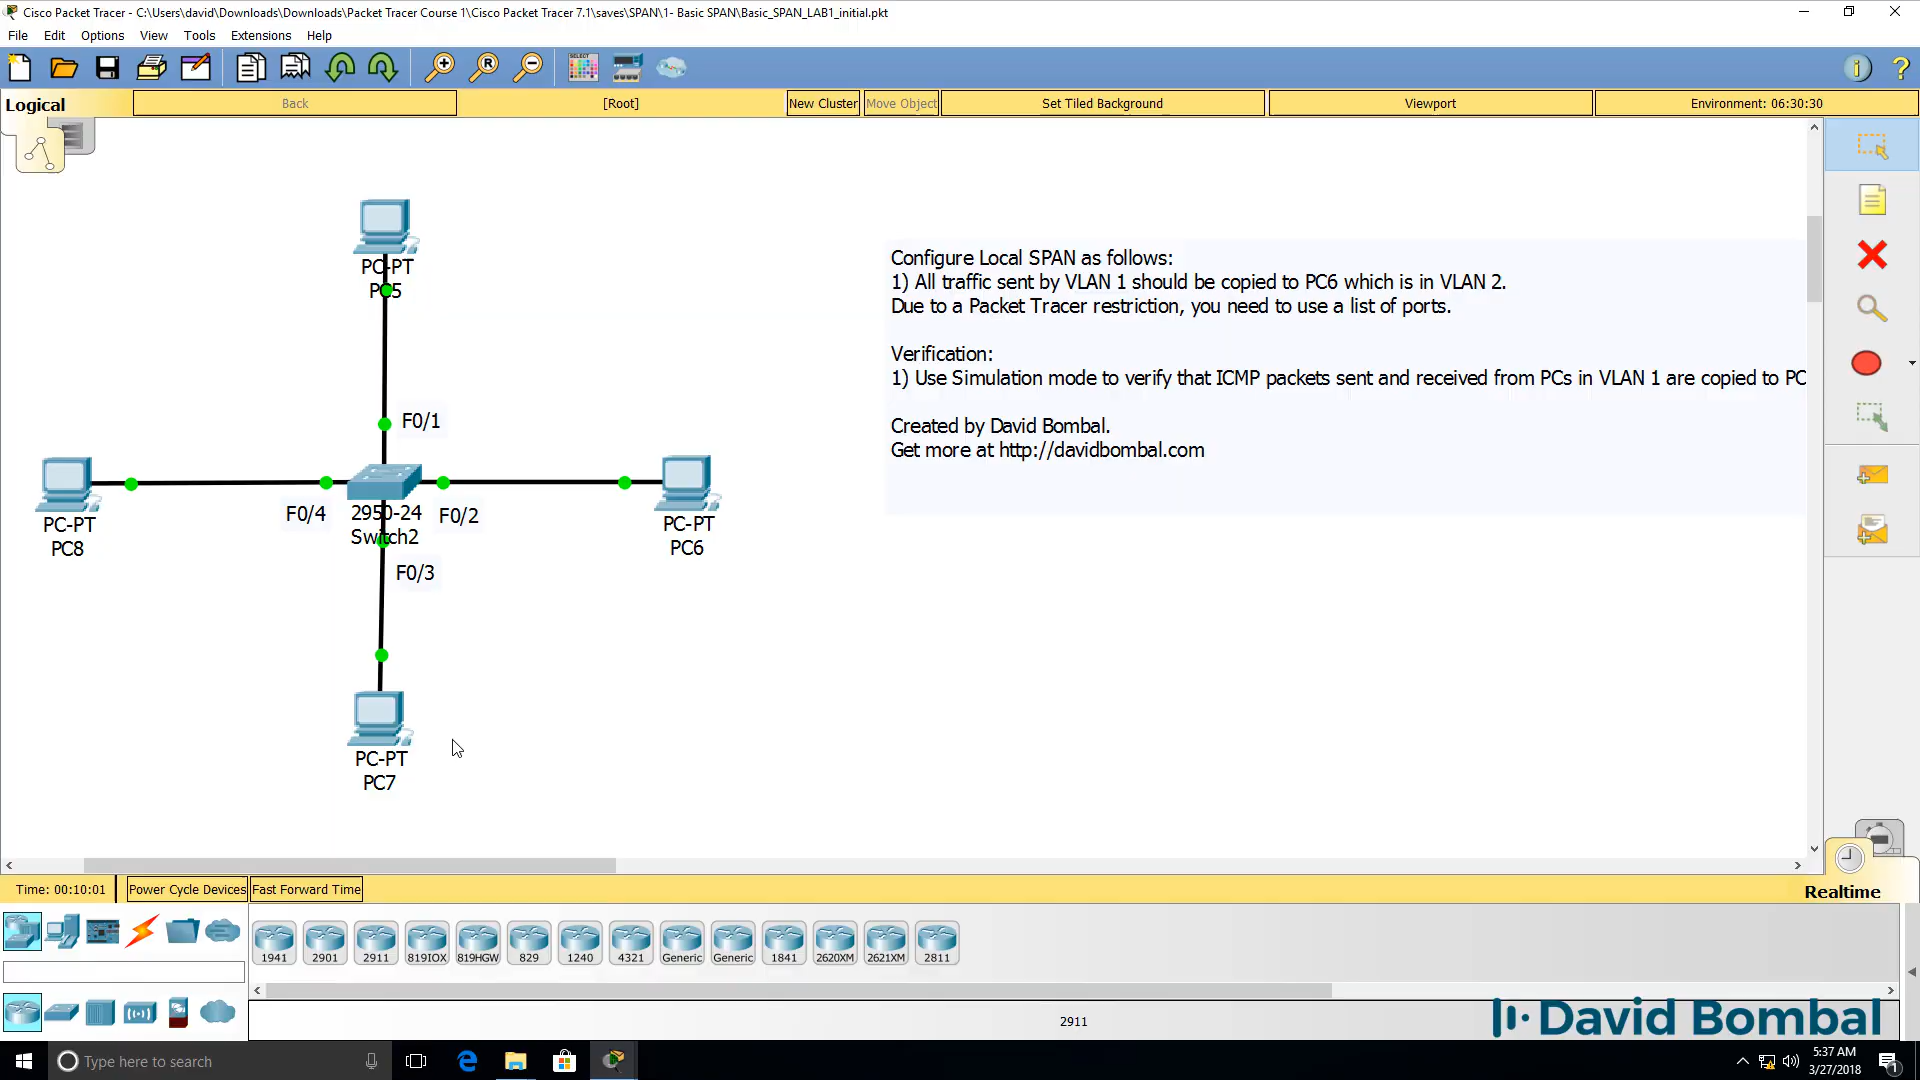 Cisco Packet Tracer - C:\Users\david\Downloads\Downloads\Packet Tracer Course 1\Cisco Packet Tracer 7.1\saves\SPAN\1- Basic SPAN\Basic_SPAN_LAB1_initial.pkt
File Edit Options View Tools Extensions Help
Logical Back [Root] New Cluster Move Object Set Tiled Background Viewport Environment: 06:30:30
PC-PT
PC5
Configure Local SPAN as follows:
1) All traffic sent by VLAN 1 should be copied to PC6 which is in VLAN 2.
Due to a Packet Tracer restriction, you need to use a list of ports.
Verification:
1) Use Simulation mode to verify that ICMP packets sent and received from PCs in VLAN 1 are copied to PC
Created by David Bombal.
Get more at http://davidbombal.com
F0/1
F0/4
2950-24
Switch2
F0/2
F0/3
PC-PT
PC8
PC-PT
PC6
PC-PT
PC7
Time: 00:10:01 Power Cycle Devices Fast Forward Time Realtime
1941 2901 2911 819IOX 819HGW 829 1240 4321 Generic Generic 1841 2620XM 2621XM 2811
2911
David Bombal
Type here to search
5:37 AM
3/27/2018
1